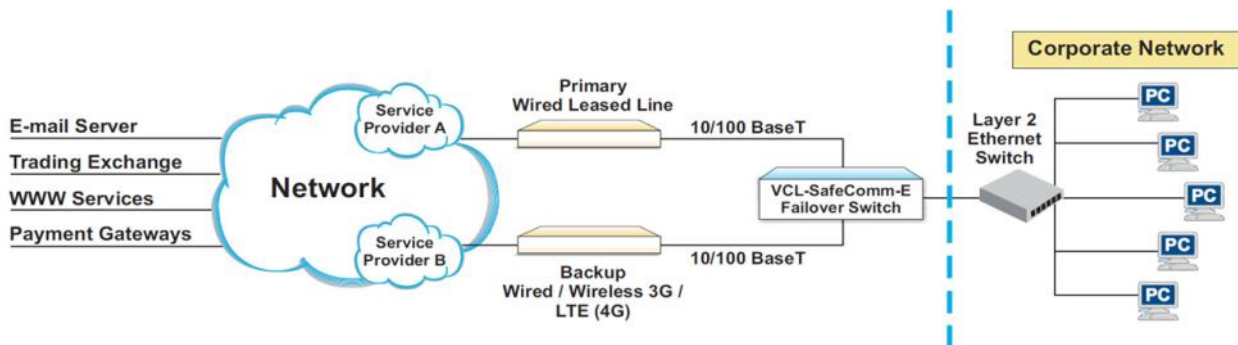 E-mail Server
Trading Exchange
WWW Services
Payment Gateways
Network
Service
Provider A
Service
Provider B
Primary
Wired Leased Line
10/100 BaseT
Backup
Wired / Wireless 3G /
LTE (4G)
10/100 BaseT
VCL-SafeComm-E
Failover Switch
Layer 2
Ethernet
Switch
Corporate Network
PC
PC
PC
PC
PC